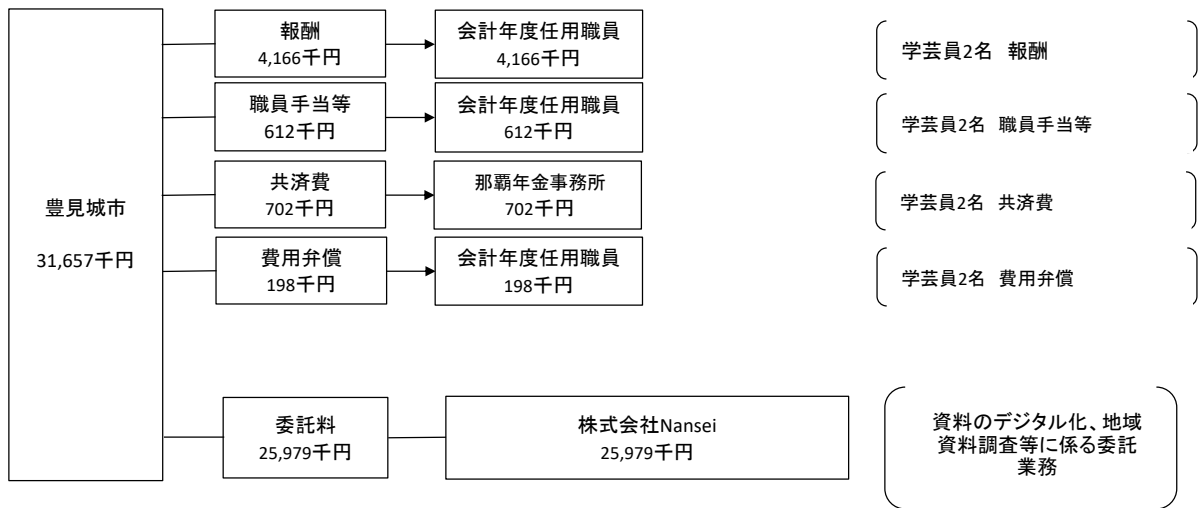 豊見城市
31,657千円
報酬
4,166千円
会計年度任用職員
4,166千円
学芸員2名 報酬
職員手当等
612千円
会計年度任用職員
612千円
学芸員2名 職員手当等
共済費
702千円
那覇年金事務所
702千円
学芸員2名 共済費
費用弁償
198千円
会計年度任用職員
198千円
学芸員2名 費用弁償
委託料
25,979千円
株式会社Nansei
25,979千円
資料のデジタル化、地域
資料調査等に係る委託
業務